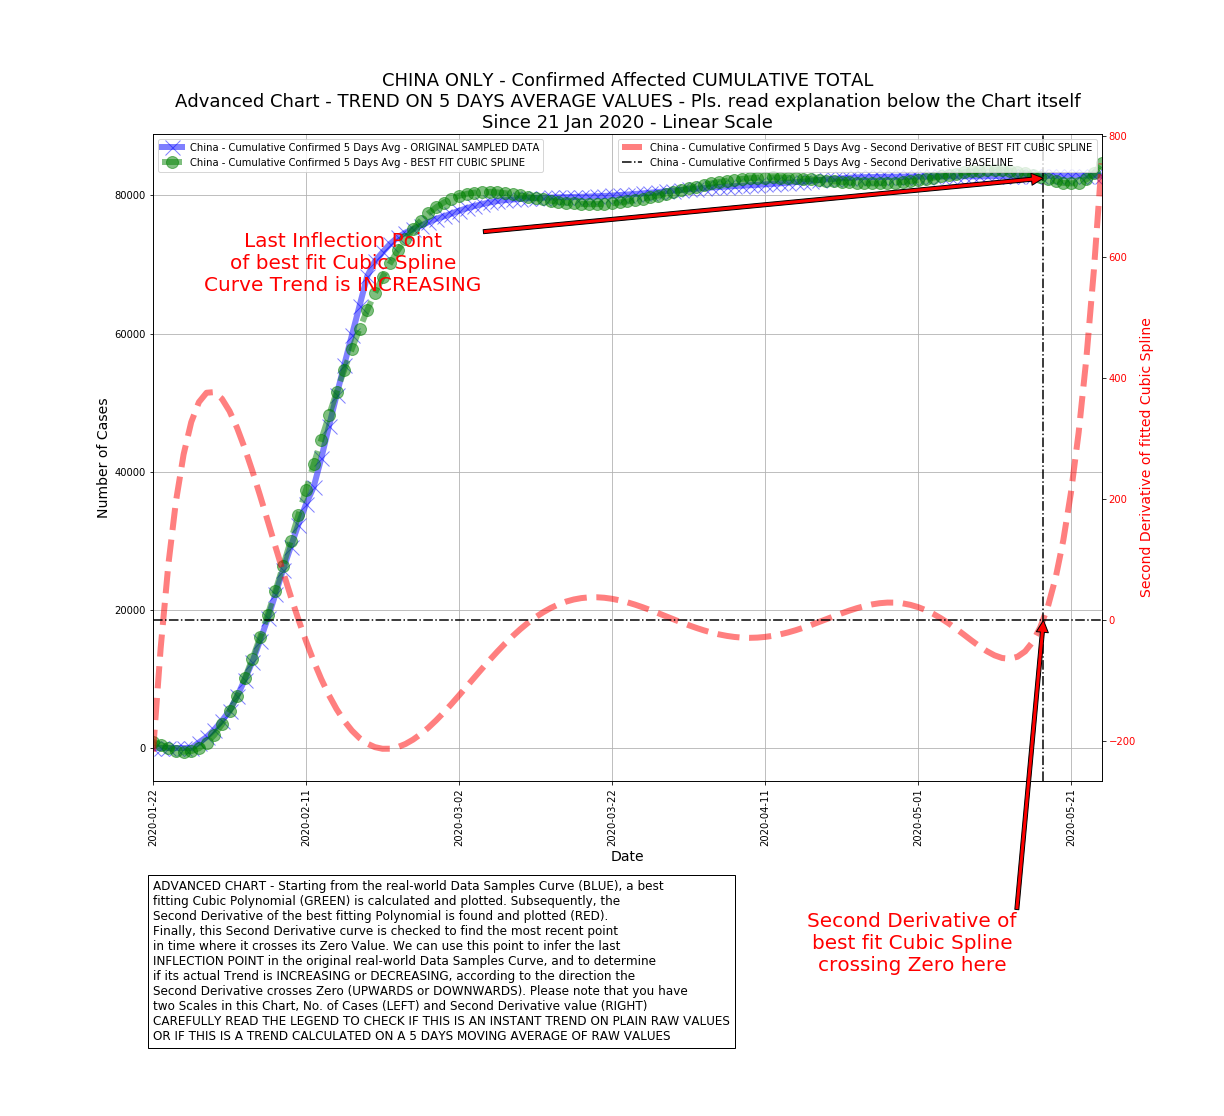 CHINA ONLY - Confirmed Affected CUMULATIVE TOTAL
Advanced Chart - TREND ON 5 DAYS AVERAGE VALUES - Pls. read explanation below the Chart itself
Since 21 Jan 2020 - Linear Scale
China - Cumulative Confirmed 5 Days Avg - ORIGINAL SAMPLED DATA
China - Cumulative Confirmed 5 Days Avg - BEST FIT CUBIC SPLINE
China - Cumulative Confirmed 5 Days Avg - Second Derivative of BEST FIT CUBIC SPLINE
China - Cumulative Confirmed 5 Days Avg - Second Derivative BASELINE
Last Inflection Point
of best fit Cubic Spline
Curve Trend is INCREASING
Number of Cases
80000
60000
40000
20000
0
800
600
400
200
0
−200
Second Derivative of fitted Cubic Spline
2020-01-22
2020-02-11
2020-03-02
2020-03-22
2020-04-11
2020-05-01
2020-05-21
Date
ADVANCED CHART - Starting from the real-world Data Samples Curve (BLUE), a best
fitting Cubic Polynomial (GREEN) is calculated and plotted. Subsequently, the
Second Derivative of the best fitting Polynomial is found and plotted (RED).
Finally, this Second Derivative curve is checked to find the most recent point
in time where it crosses its Zero Value. We can use this point to infer the last
INFLECTION POINT in the original real-world Data Samples Curve, and to determine
if its actual Trend is INCREASING or DECREASING, according to the direction the
Second Derivative crosses Zero (UPWARDS or DOWNWARDS). Please note that you have
two Scales in this Chart, No. of Cases (LEFT) and Second Derivative value (RIGHT)
CAREFULLY READ THE LEGEND TO CHECK IF THIS IS AN INSTANT TREND ON PLAIN RAW VALUES
OR IF THIS IS A TREND CALCULATED ON A 5 DAYS MOVING AVERAGE OF RAW VALUES
Second Derivative of
best fit Cubic Spline
crossing Zero here